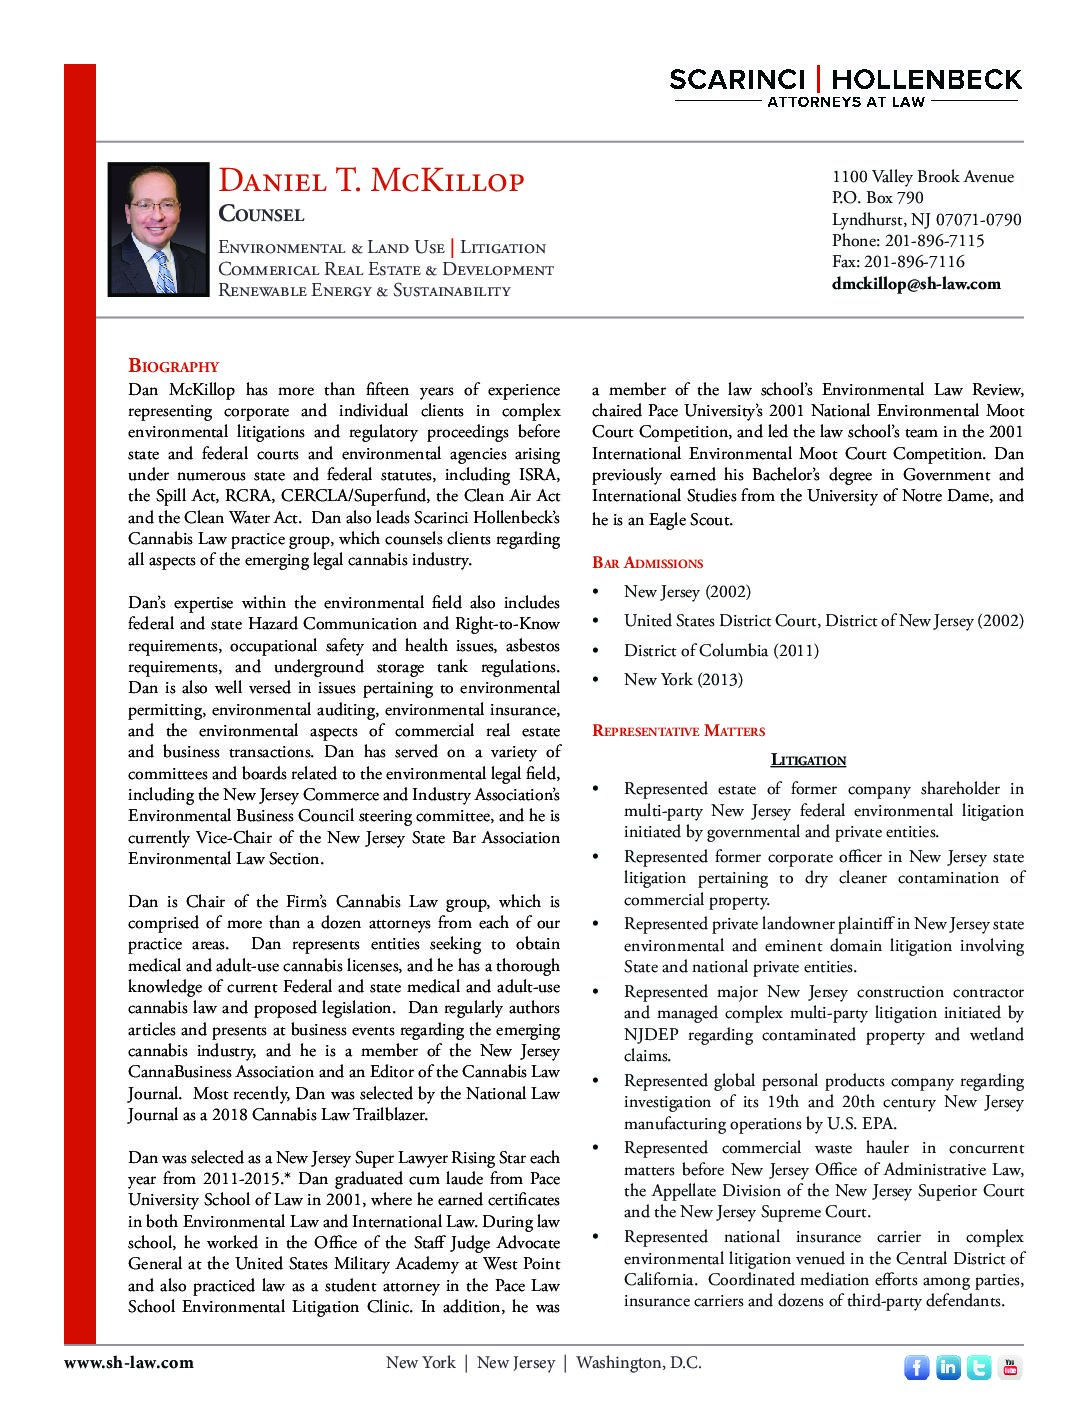 SCARINCI | HOLLENBECK
ATTORNEYS AT LAW
Daniel T. McKillop
Counsel
Environmental & Land Use | Litigation
Commerical Real Estate & Development
Renewable Energy & Sustainability
1100 Valley Brook Avenue
P.O. Box 790
Lyndhurst, NJ 07071-0790
Phone: 201-896-7115
Fax: 201-896-7116
dmckillop@sh-law.com
Biography
Dan McKillop has more than fifteen years of experience
representing corporate and individual clients in complex
environmental litigations and regulatory proceedings before
state and federal courts and environmental agencies arising
under numerous state and federal statutes, including ISRA,
the Spill Act, RCRA, CERCLA/Superfund, the Clean Air Act
and the Clean Water Act. Dan also leads Scarinci Hollenbeck's
Cannabis Law practice group, which counsels clients regarding
all aspects of the emerging legal cannabis industry.
Dan's expertise within the environmental field also includes
federal and state Hazard Communication and Right-to-Know
requirements, occupational safety and health issues, asbestos
requirements, and underground storage tank regulations.
Dan is also well versed in issues pertaining to environmental
permitting, environmental auditing, environmental insurance,
and the environmental aspects of commercial real estate
and business transactions. Dan has served on a variety of
committees and boards related to the environmental legal field,
including the New Jersey Commerce and Industry Association's
Environmental Business Council steering committee, and he is
currently Vice-Chair of the New Jersey State Bar Association
Environmental Law Section.
Dan is Chair of the Firm's Cannabis Law group, which is
comprised of more than a dozen attorneys from each of our
practice areas. Dan represents entities seeking to obtain
medical and adult-use cannabis licenses, and he has a thorough
knowledge of current Federal and state medical and adult-use
cannabis law and proposed legislation. Dan regularly authors
articles and presents at business events regarding the emerging
cannabis industry, and he is a member of the New Jersey
CannaBusiness Association and an Editor of the Cannabis Law
Journal. Most recently, Dan was selected by the National Law
Journal as a 2018 Cannabis Law Trailblazer.
Dan was selected as a New Jersey Super Lawyer Rising Star each
year from 2011-2015.* Dan graduated cum laude from Pace
University School of Law in 2001, where he earned certificates
in both Environmental Law and International Law. During law
school, he worked in the Office of the Staff Judge Advocate
General at the United States Military Academy at West Point
and also practiced law as a student attorney in the Pace Law
School Environmental Litigation Clinic. In addition, he was
a member of the law school's Environmental Law Review,
chaired Pace University's 2001 National Environmental Moot
Court Competition, and led the law school's team in the 2001
International Environmental Moot Court Competition. Dan
previously earned his Bachelor's degree in Government and
International Studies from the University of Notre Dame, and
he is an Eagle Scout.
Bar Admissions
• New Jersey (2002)
• United States District Court, District of New Jersey (2002)
• District of Columbia (2011)
• New York (2013)
Representative Matters
Litigation
• Represented estate of former company shareholder in
multi-party New Jersey federal environmental litigation
initiated by governmental and private entities.
• Represented former corporate officer in New Jersey state
litigation pertaining to dry cleaner contamination of
commercial property.
• Represented private landowner plaintiff in New Jersey state
environmental and eminent domain litigation involving
State and national private entities.
• Represented major New Jersey construction contractor
and managed complex multi-party litigation initiated by
NJDEP regarding contaminated property and wetland
claims.
• Represented global personal products company regarding
investigation of its 19th and 20th century New Jersey
manufacturing operations by U.S. EPA.
• Represented commercial waste hauler in concurrent
matters before New Jersey Office of Administrative Law,
the Appellate Division of the New Jersey Superior Court
and the New Jersey Supreme Court.
• Represented national insurance carrier in complex
environmental litigation venued in the Central District of
California. Coordinated mediation efforts among parties,
insurance carriers and dozens of third-party defendants.
www.sh-law.com
New York | New Jersey | Washington, D.C.
f
in
t
You
Tube